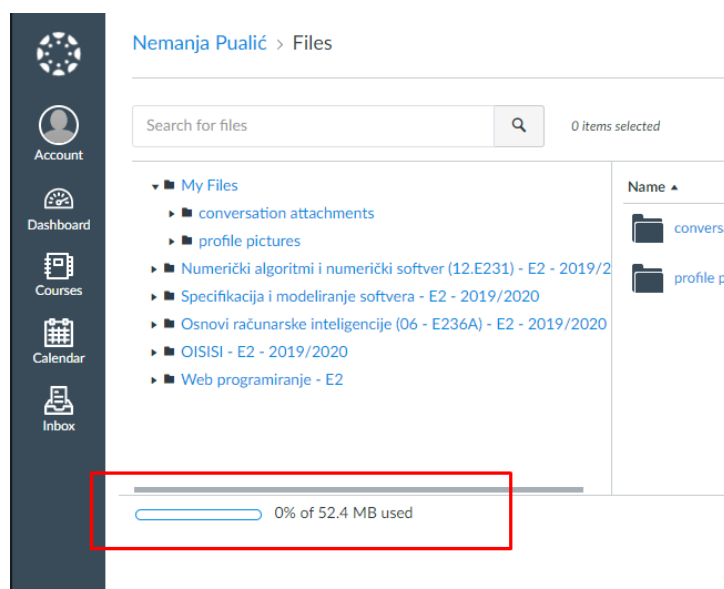 Nemanja Pualić > Files
Search for files
0 items selected
Account
Dashboard
Courses
Calendar
Inbox
My Files
conversation attachments
profile pictures
Numerički algoritmi i numerički softver (12.E231) - E2 - 2019/2
Specifikacija i modeliranje softvera - E2 - 2019/2020
Osnovi računarske inteligencije (06 - E236A) - E2 - 2019/2020
OISISI - E2 - 2019/2020
Web programiranje - E2
Name
convers
profile p
0% of 52.4 MB used